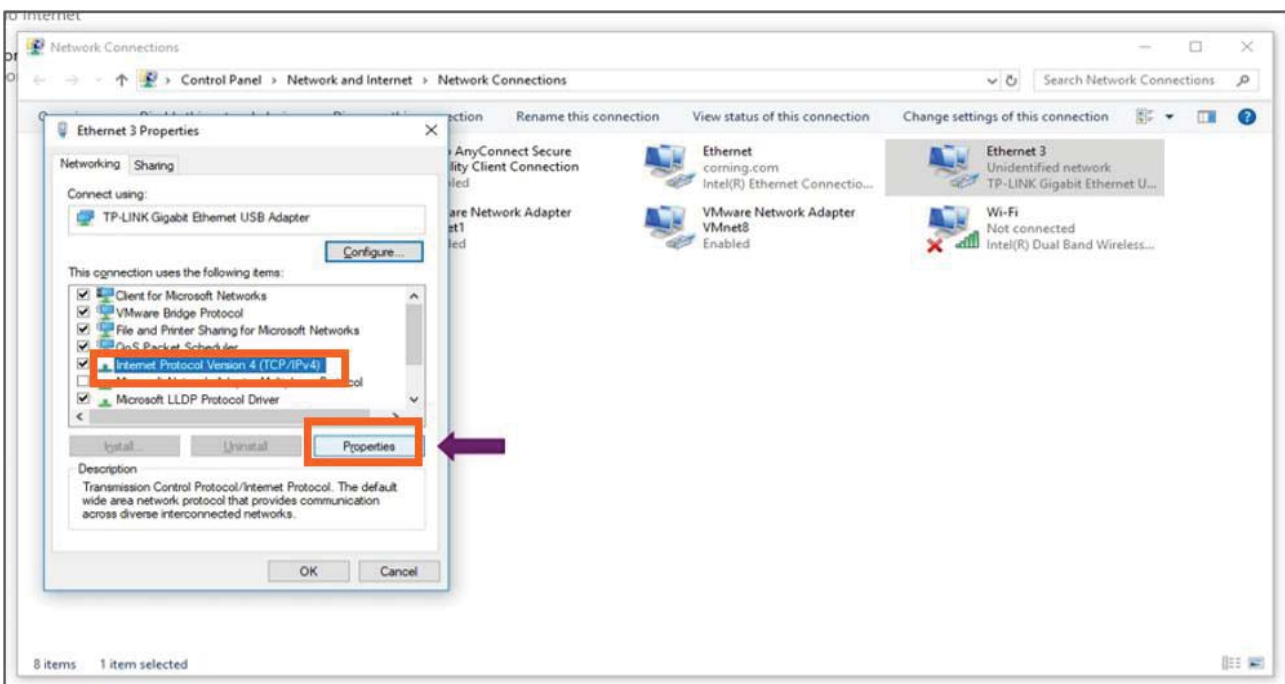 to Internet
Network Connections
Control Panel > Network and Internet > Network Connections
Search Network Connections
Rename this connection View status of this connection Change settings of this connection
Ethernet 3 Properties
Networking Sharing
Connect using:
TP-LINK Gigabit Ethernet USB Adapter
Configure...
This connection uses the following items:
Client for Microsoft Networks
VMware Bridge Protocol
File and Printer Sharing for Microsoft Networks
QoS Packet Scheduler
Internet Protocol Version 4 (TCP/IPv4)
Microsoft LLDP Protocol Driver
Install... Uninstall Properties
Description
Transmission Control Protocol/Internet Protocol. The default
wide area network protocol that provides communication
across diverse interconnected networks.
OK Cancel
AnyConnect Secure
lity Client Connection
are Network Adapter
Ethernet
corning.com
Intel(R) Ethernet Connectio...
VMware Network Adapter
VMnet8
Enabled
Ethernet 3
Unidentified network
TP-LINK Gigabit Ethernet U...
Wi-Fi
Not connected
Intel(R) Dual Band Wireless...
8 items 1 item selected